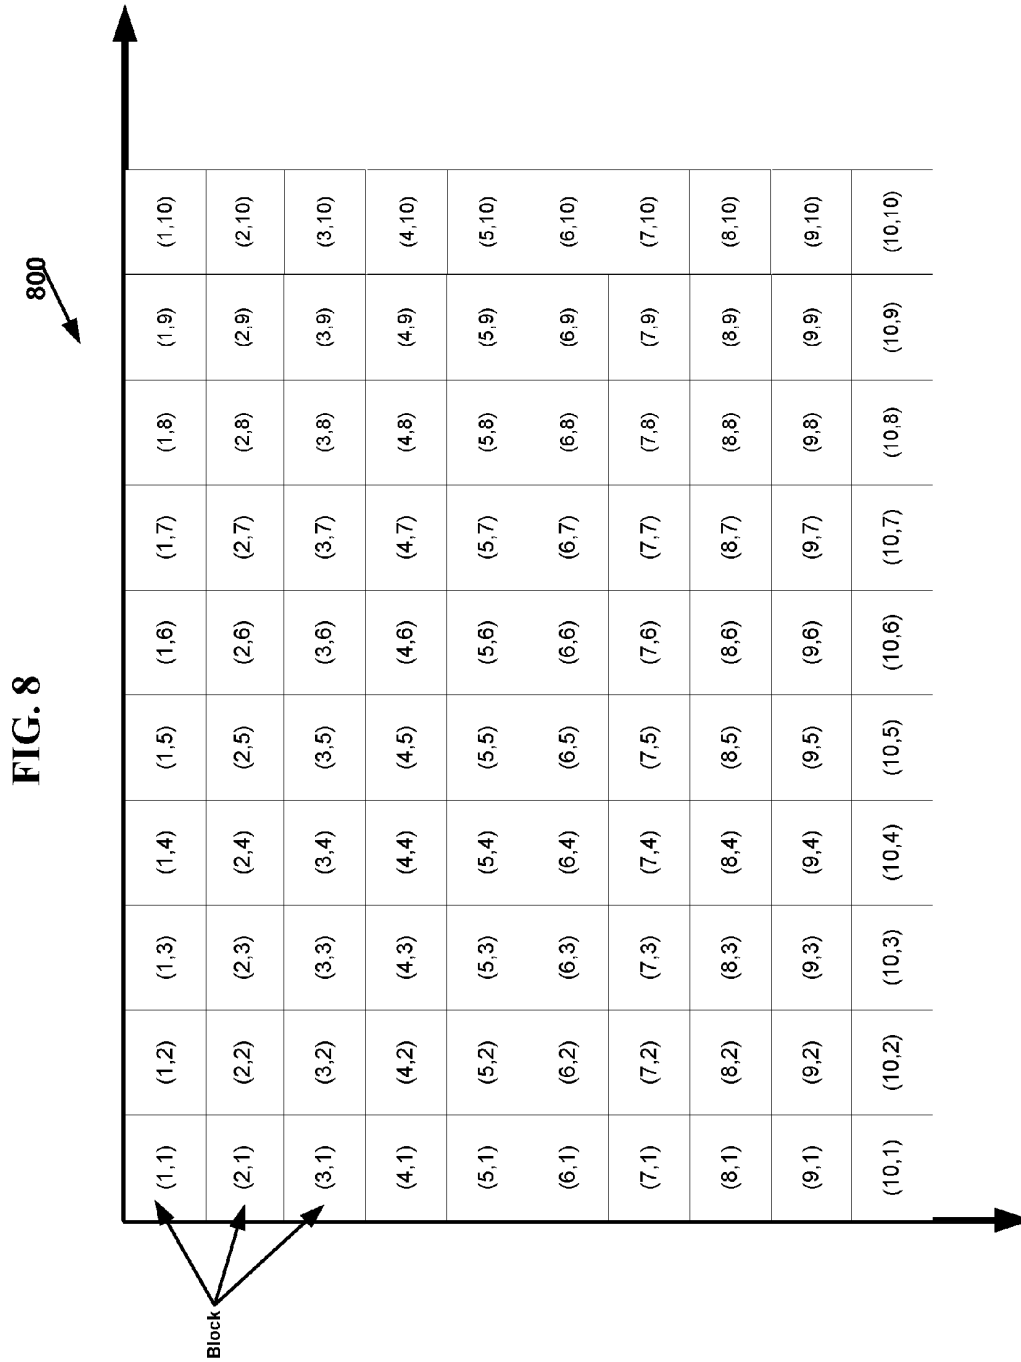 FIG. 8
800
(1,1) (1,2) (1,3) (1,4) (1,5) (1,6) (1,7) (1,8) (1,9) (1,10)
Block
(2,1) (2,2) (2,3) (2,4) (2,5) (2,6) (2,7) (2,8) (2,9) (2,10)
(3,1) (3,2) (3,3) (3,4) (3,5) (3,6) (3,7) (3,8) (3,9) (3,10)
(4,1) (4,2) (4,3) (4,4) (4,5) (4,6) (4,7) (4,8) (4,9) (4,10)
(5,1) (5,2) (5,3) (5,4) (5,5) (5,6) (5,7) (5,8) (5,9) (5,10)
(6,1) (6,2) (6,3) (6,4) (6,5) (6,6) (6,7) (6,8) (6,9) (6,10)
(7,1) (7,2) (7,3) (7,4) (7,5) (7,6) (7,7) (7,8) (7,9) (7,10)
(8,1) (8,2) (8,3) (8,4) (8,5) (8,6) (8,7) (8,8) (8,9) (8,10)
(9,1) (9,2) (9,3) (9,4) (9,5) (9,6) (9,7) (9,8) (9,9) (9,10)
(10,1) (10,2) (10,3) (10,4) (10,5) (10,6) (10,7) (10,8) (10,9) (10,10)